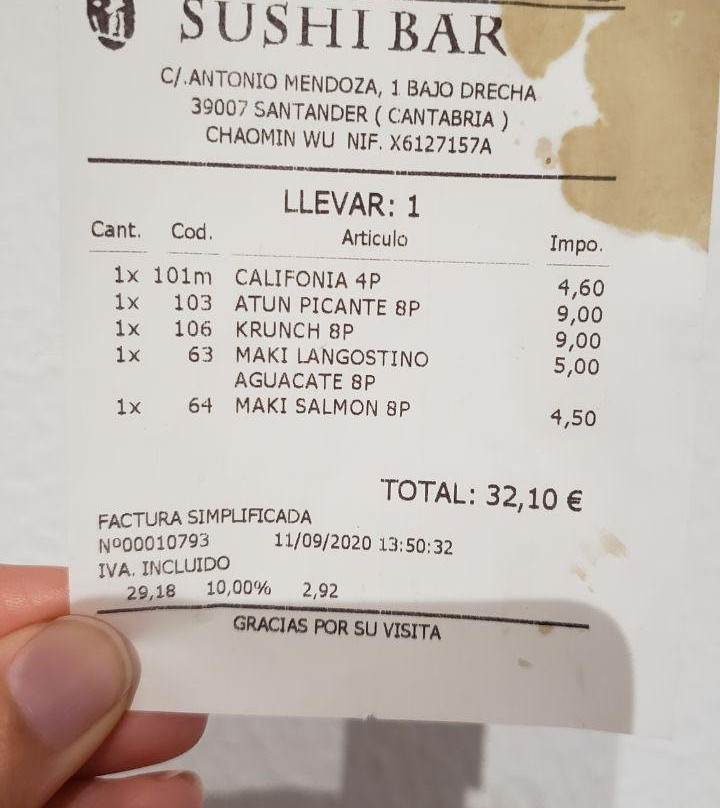 SUSHI BAR
C/.ANTONIO MENDOZA, 1 BAJO DRECHA
39007 SANTANDER ( CANTABRIA )
CHAOMIN WU NIF. X6127157A
LLEVAR: 1
Cant. Cod. Articulo Impo.
1x 101m CALIFONIA 4P 4,60
1x 103 ATUN PICANTE 8P 9,00
1x 106 KRUNCH 8P 9,00
1x 63 MAKI LANGOSTINO 5,00
AGUACATE 8P
1x 64 MAKI SALMON 8P 4,50
TOTAL: 32,10 €
FACTURA SIMPLIFICADA
Nº00010793 11/09/2020 13:50:32
IVA. INCLUIDO
29,18 10,00% 2,92
GRACIAS POR SU VISITA